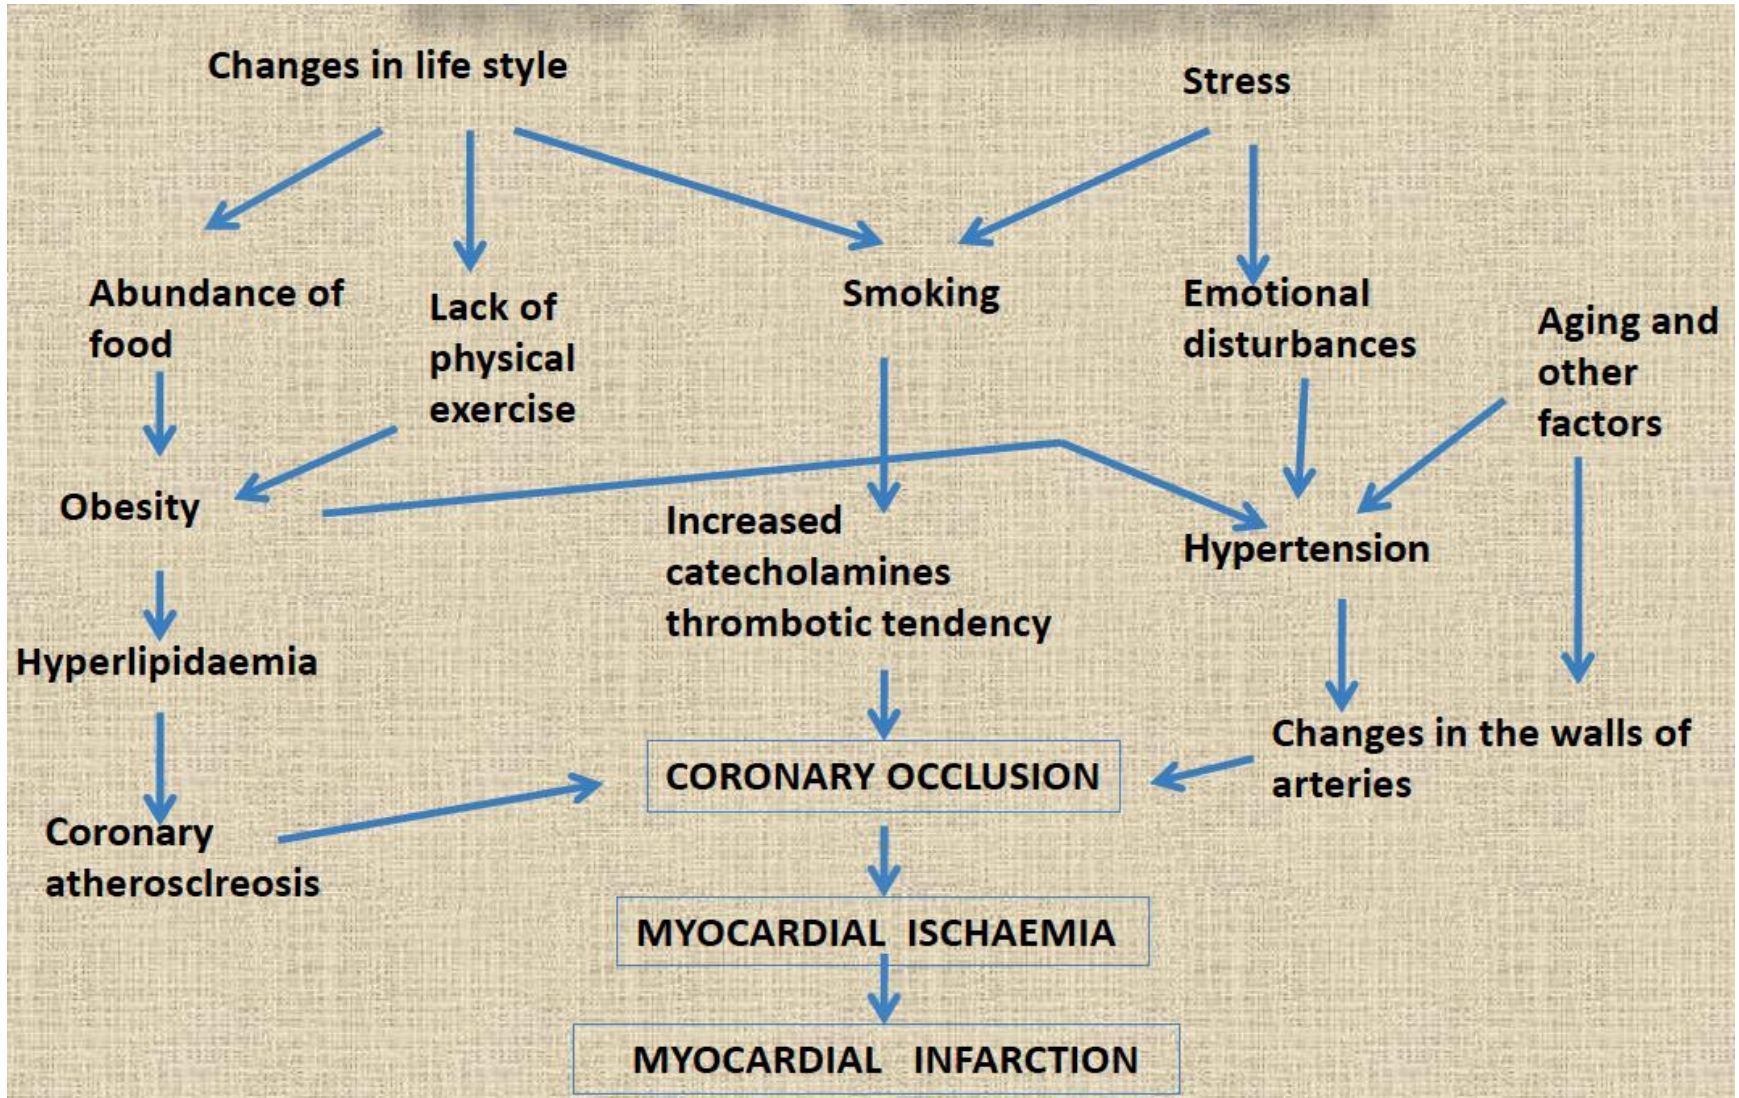 Changes in life style
Stress
Abundance of
food
Lack of
physical
exercise
Smoking
Emotional
disturbances
Aging and
other
factors
Obesity
Increased
catecholamines
thrombotic tendency
Hypertension
Hyperlipidaemia
Changes in the walls of
arteries
CORONARY OCCLUSION
Coronary
atherosclreosis
MYOCARDIAL ISCHAEMIA
MYOCARDIAL INFARCTION